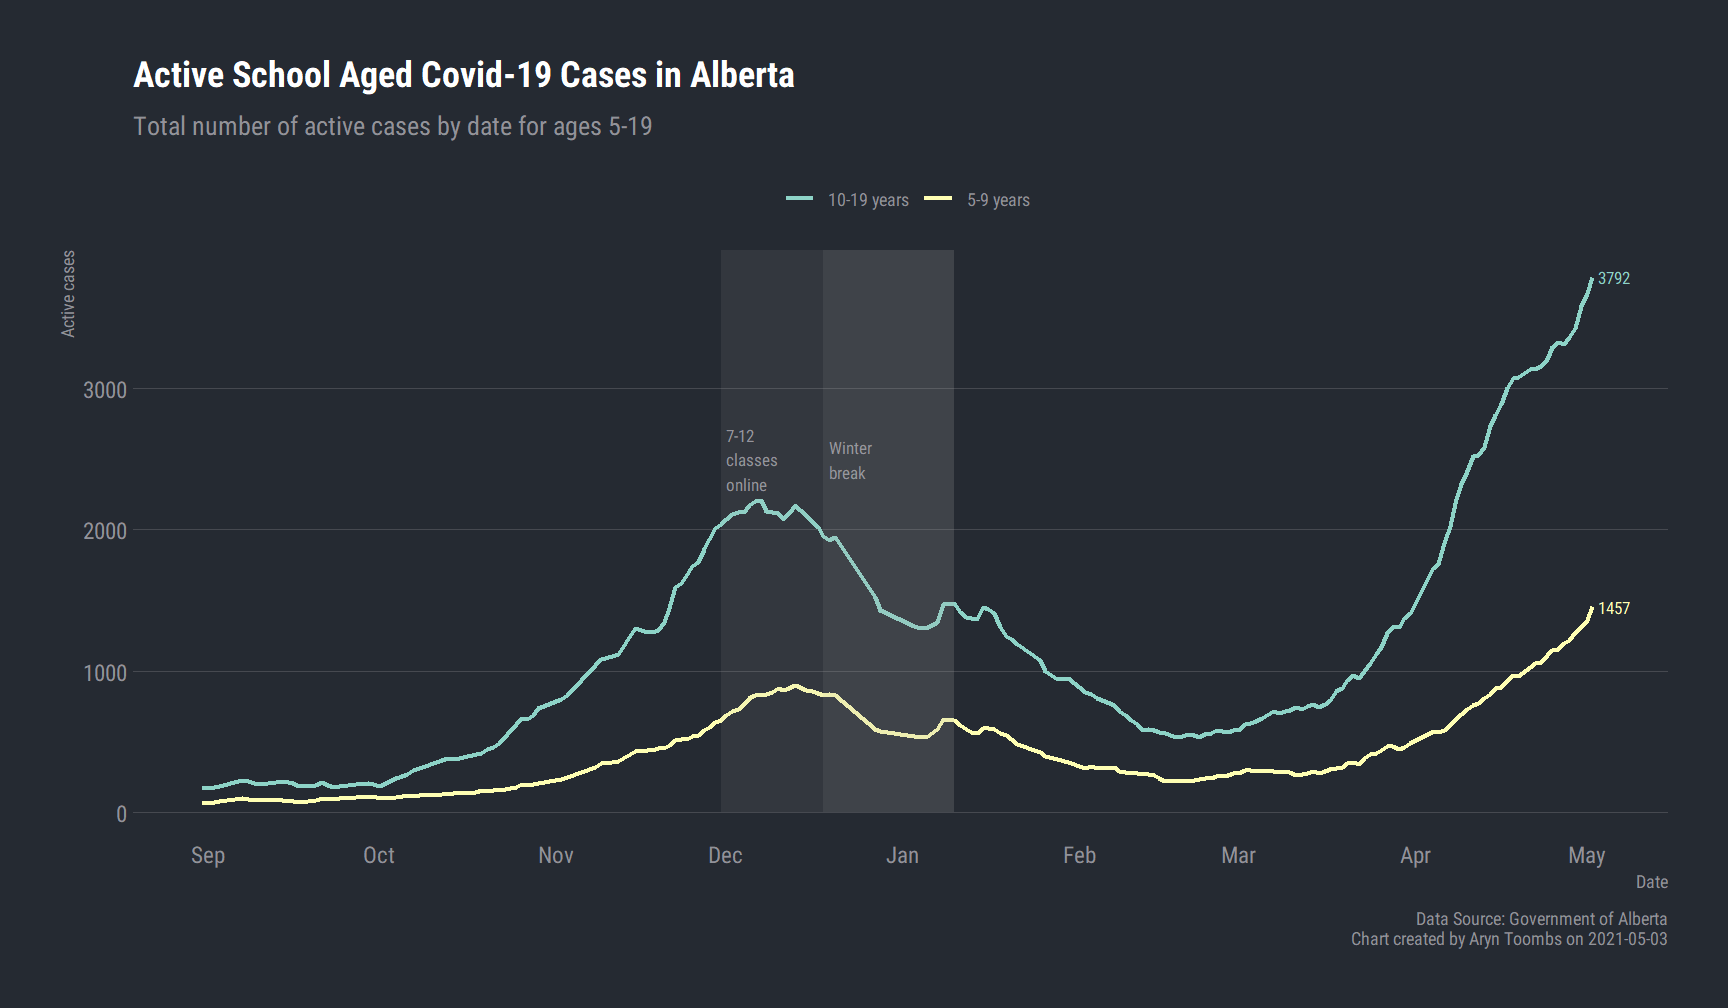 Active School Aged Covid-19 Cases in Alberta
Total number of active cases by date for ages 5-19
10-19 years
5-9 years
Active cases
3792
3000
7-12
classes
online
Winter
break
2000
1457
1000
0
Sep
Oct
Nov
Dec
Jan
Feb
Mar
Apr
May
Date
Data Source: Government of Alberta
Chart created by Aryn Toombs on 2021-05-03